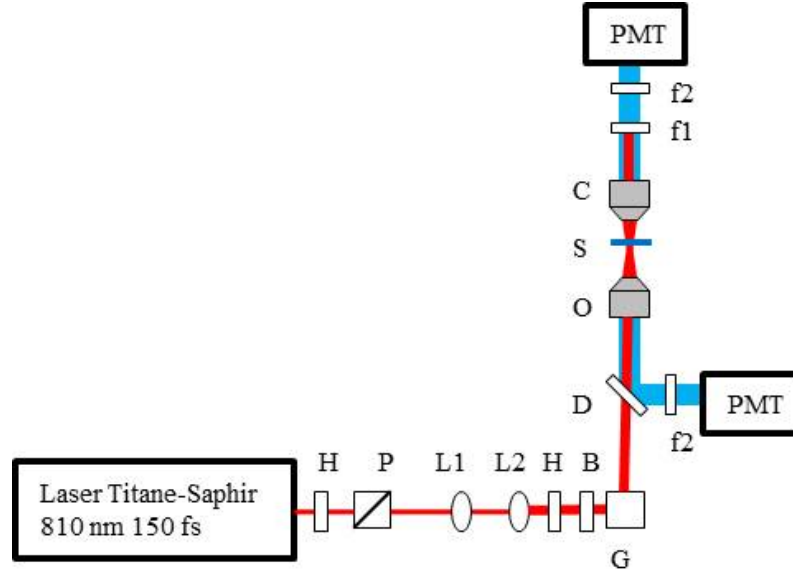 PMT
f2
f1
C
S
O
D
PMT
f2
H P L1 L2 H B
Laser Titane-Saphir
810 nm 150 fs
G